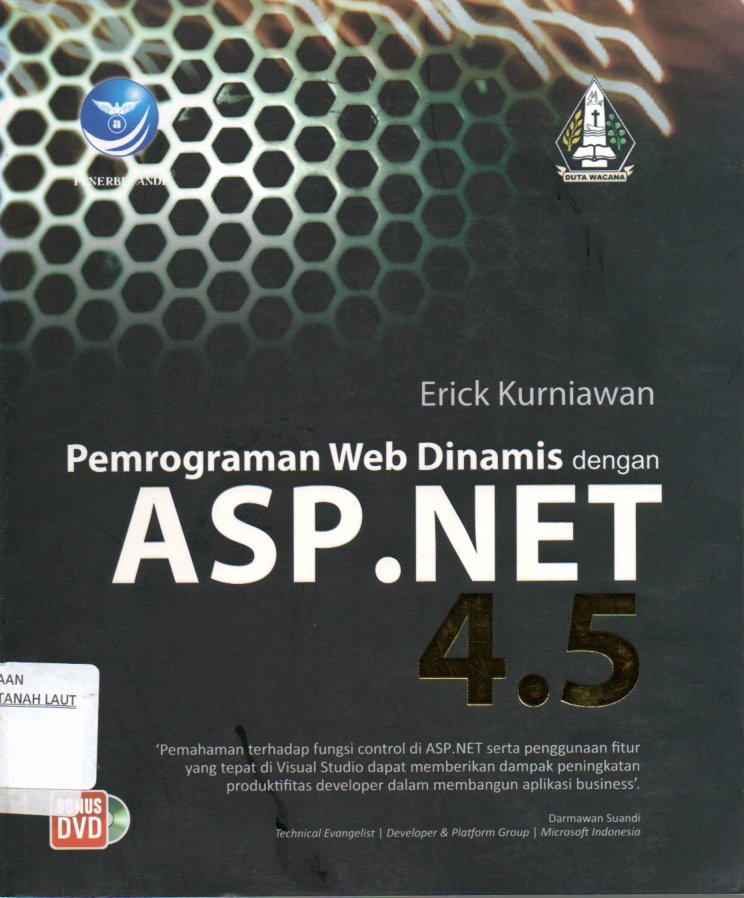 a
PENERBIT ANDI
DUTA WACANA
Erick Kurniawan
Pemrograman Web Dinamis dengan
ASP.NET
4.5
AAN
TANAH LAUT
'Pemahaman terhadap fungsi control di ASP.NET serta penggunaan fitur
yang tepat di Visual Studio dapat memberikan dampak peningkatan
produktifitas developer dalam membangun aplikasi business'.
Darmawan Suandi
Technical Evangelist | Developer & Platform Group | Microsoft Indonesia
BONUS
DVD